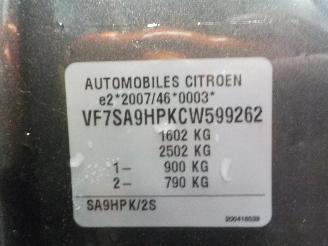 AUTOMOBILES CITROEN
e2*2007/46*0003*
VF7SA9HPKCW599262
1602 KG
2502 KG
1- 900 KG
2- 790 KG
SA9HPK/2S